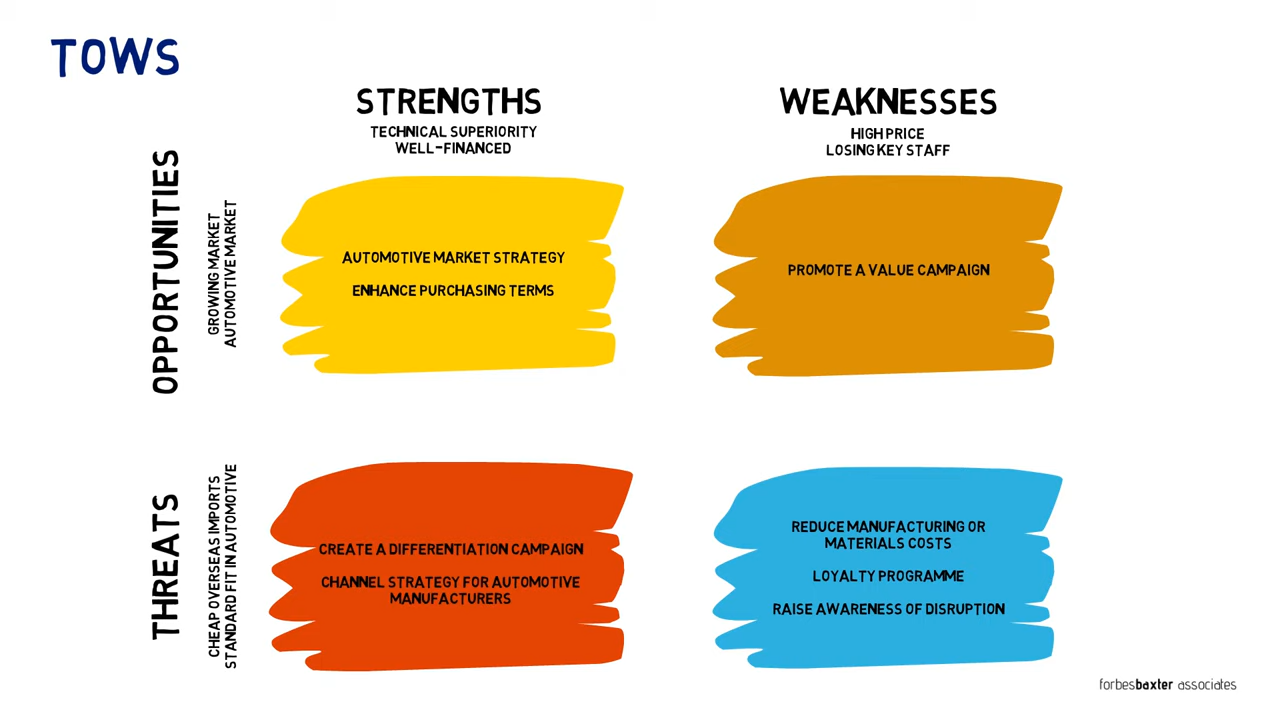 TOWS
STRENGTHS
TECHNICAL SUPERIORITY
WELL-FINANCED
WEAKNESSES
HIGH PRICE
LOSING KEY STAFF
OPPORTUNITIES
GROWING MARKET
AUTOMOTIVE MARKET
AUTOMOTIVE MARKET STRATEGY
ENHANCE PURCHASING TERMS
PROMOTE A VALUE CAMPAIGN
THREATS
CHEAP OVERSEAS IMPORTS
STANDARD FIT IN AUTOMOTIVE
CREATE A DIFFERENTIATION CAMPAIGN
CHANNEL STRATEGY FOR AUTOMOTIVE
MANUFACTURERS
REDUCE MANUFACTURING OR
MATERIALS COSTS
LOYALTY PROGRAMME
RAISE AWARENESS OF DISRUPTION
forbesbaxter associates